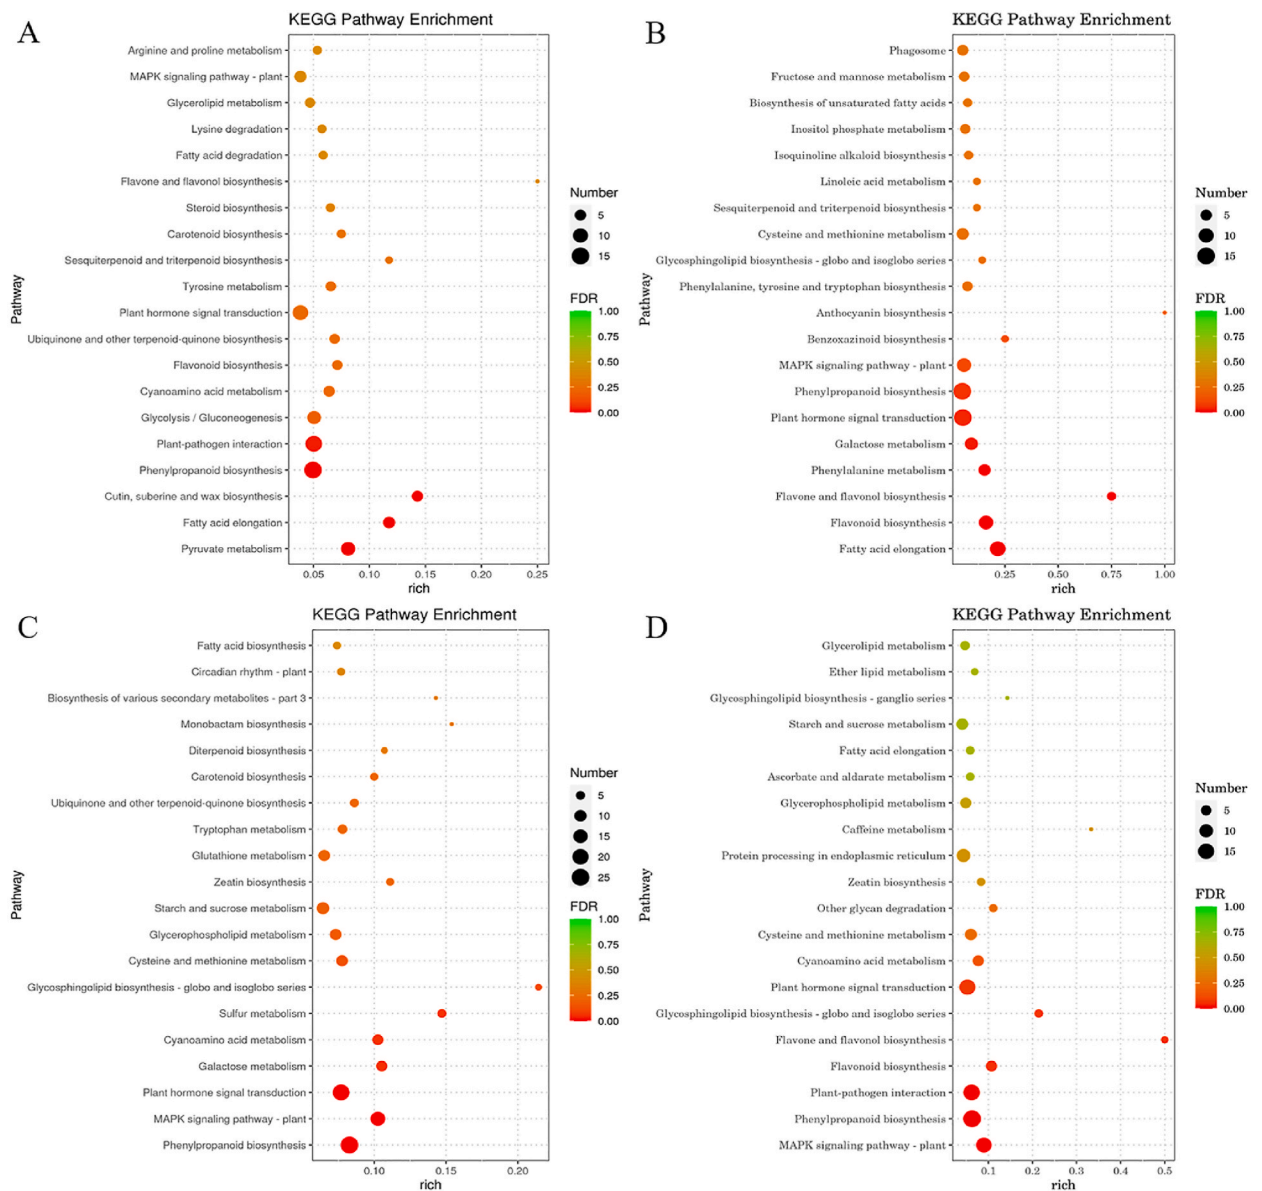 A
KEGG Pathway Enrichment
Arginine and proline metabolism
MAPK signaling pathway - plant
Glycerolipid metabolism
Lysine degradation
Fatty acid degradation
Flavone and flavonol biosynthesis
Steroid biosynthesis
Carotenoid biosynthesis
Sesquiterpenoid and triterpenoid biosynthesis
Tyrosine metabolism
Plant hormone signal transduction
Ubiquinone and other terpenoid-quinone biosynthesis
Flavonoid biosynthesis
Cyanoamino acid metabolism
Glycolysis / Gluconeogenesis
Plant-pathogen interaction
Phenylpropanoid biosynthesis
Cutin, suberine and wax biosynthesis
Fatty acid elongation
Pyruvate metabolism
Pathway
0.05 0.10 0.15 0.20 0.25
rich
Number
5
10
15
FDR
1.00
0.75
0.50
0.25
0.00
B
KEGG Pathway Enrichment
Phagosome
Fructose and mannose metabolism
Biosynthesis of unsaturated fatty acids
Inositol phosphate metabolism
Isoquinoline alkaloid biosynthesis
Linoleic acid metabolism
Sesquiterpenoid and triterpenoid biosynthesis
Cysteine and methionine metabolism
Glycosphingolipid biosynthesis - globo and isoglobo series
Phenylalanine, tyrosine and tryptophan biosynthesis
Anthocyanin biosynthesis
Benzoxazinoid biosynthesis
MAPK signaling pathway - plant
Phenylpropanoid biosynthesis
Plant hormone signal transduction
Galactose metabolism
Phenylalanine metabolism
Flavone and flavonol biosynthesis
Flavonoid biosynthesis
Fatty acid elongation
Pathway
0.25 0.50 0.75 1.00
rich
Number
5
10
15
FDR
1.00
0.75
0.50
0.25
0.00
C
KEGG Pathway Enrichment
Fatty acid biosynthesis
Circadian rhythm - plant
Biosynthesis of various secondary metabolites - part 3
Monobactam biosynthesis
Diterpenoid biosynthesis
Carotenoid biosynthesis
Ubiquinone and other terpenoid-quinone biosynthesis
Tryptophan metabolism
Glutathione metabolism
Zeatin biosynthesis
Starch and sucrose metabolism
Glycerophospholipid metabolism
Cysteine and methionine metabolism
Glycosphingolipid biosynthesis - globo and isoglobo series
Sulfur metabolism
Cyanoamino acid metabolism
Galactose metabolism
Plant hormone signal transduction
MAPK signaling pathway - plant
Phenylpropanoid biosynthesis
Pathway
0.10 0.15 0.20
rich
Number
5
10
15
20
25
FDR
1.00
0.75
0.50
0.25
0.00
D
KEGG Pathway Enrichment
Glycerolipid metabolism
Ether lipid metabolism
Glycosphingolipid biosynthesis - ganglio series
Starch and sucrose metabolism
Fatty acid elongation
Ascorbate and aldarate metabolism
Glycerophospholipid metabolism
Caffeine metabolism
Protein processing in endoplasmic reticulum
Zeatin biosynthesis
Other glycan degradation
Cysteine and methionine metabolism
Cyanoamino acid metabolism
Plant hormone signal transduction
Glycosphingolipid biosynthesis - globo and isoglobo series
Flavone and flavonol biosynthesis
Flavonoid biosynthesis
Plant-pathogen interaction
Phenylpropanoid biosynthesis
MAPK signaling pathway - plant
Pathway
0.1 0.2 0.3 0.4 0.5
rich
Number
5
10
15
FDR
1.00
0.75
0.50
0.25
0.00